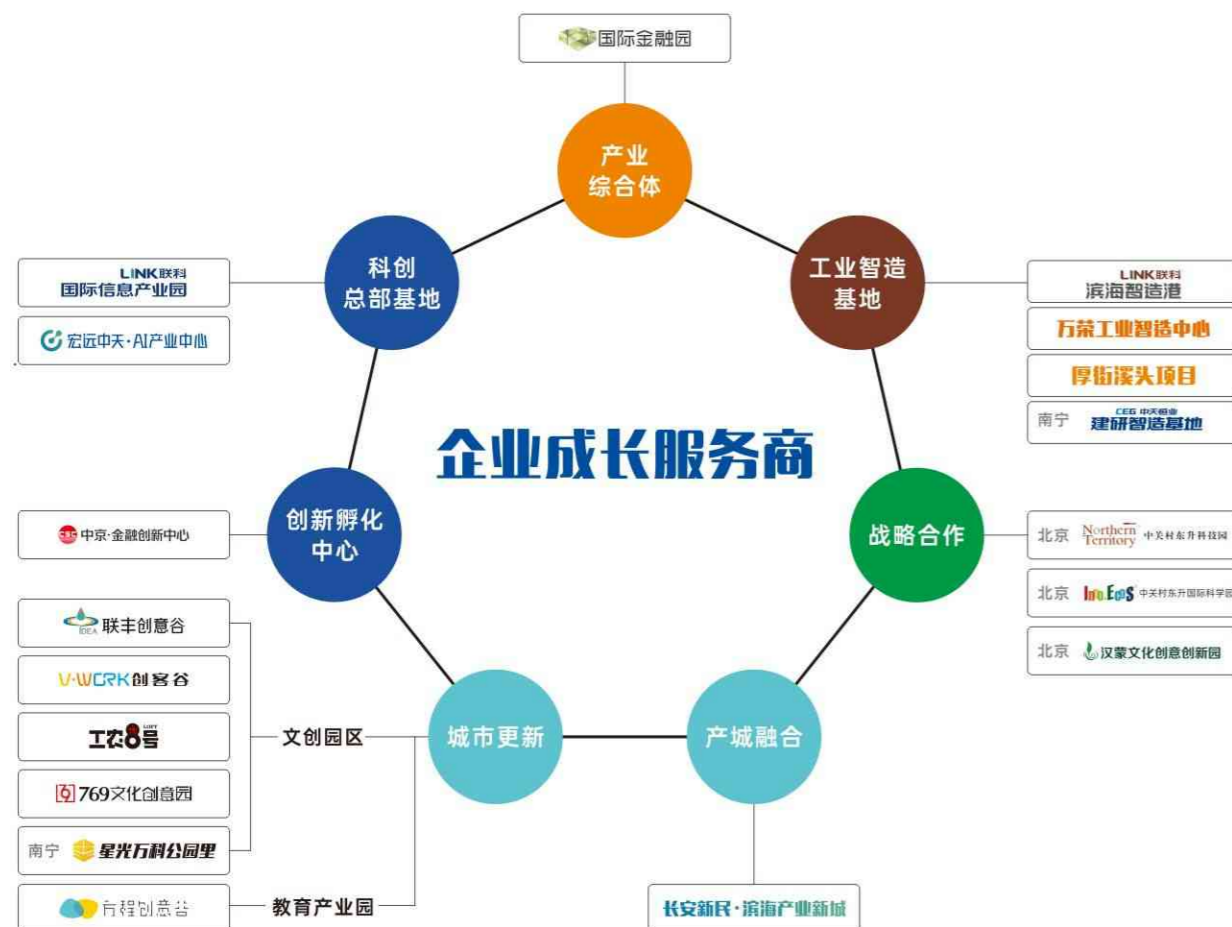 国际金融园
产业
综合体
科创
总部基地
工业智造
基地
LINK联科
国际信息产业园
宏远中天·AI产业中心
LINK联科
滨海智造港
万荣工业智造中心
厚街溪头项目
南宁 CEG 中天恒业
建研智造基地
企业成长服务商
创新孵化
中心
战略合作
中京·金融创新中心
北京 Northern Territory 中关村东升科技园
北京 Inno.Ecos 中关村东升国际科学园
北京 汉蒙文化创意创新园
IDEA 联丰创意谷
V·WORK创客谷
工农8号 LOFT
769文化创意园
南宁 星光万科公园里
文创园区
城市更新
产城融合
方程创意谷
教育产业园
长安新民·滨海产业新城